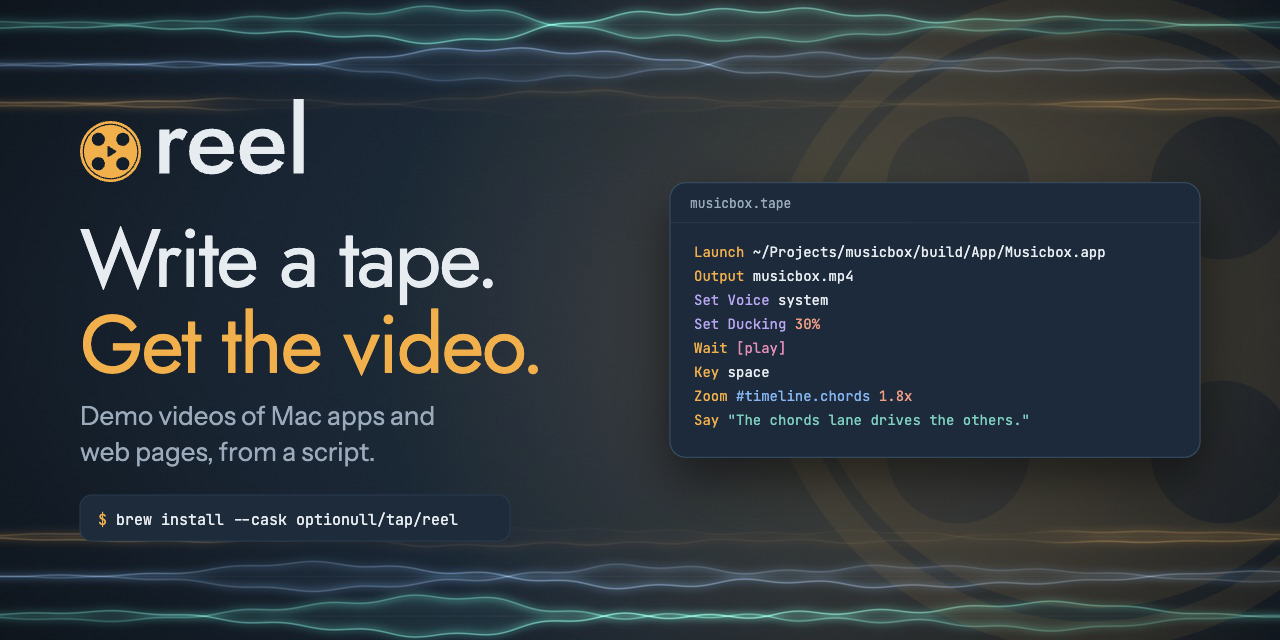 reel
Write a tape.
Get the video.
Demo videos of Mac apps and
web pages, from a script.
$ brew install --cask optionull/tap/reel
musicbox.tape
Launch ~/Projects/musicbox/build/App/Musicbox.app
Output musicbox.mp4
Set Voice system
Set Ducking 30%
Wait [play]
Key space
Zoom #timeline.chords 1.8x
Say "The chords lane drives the others."